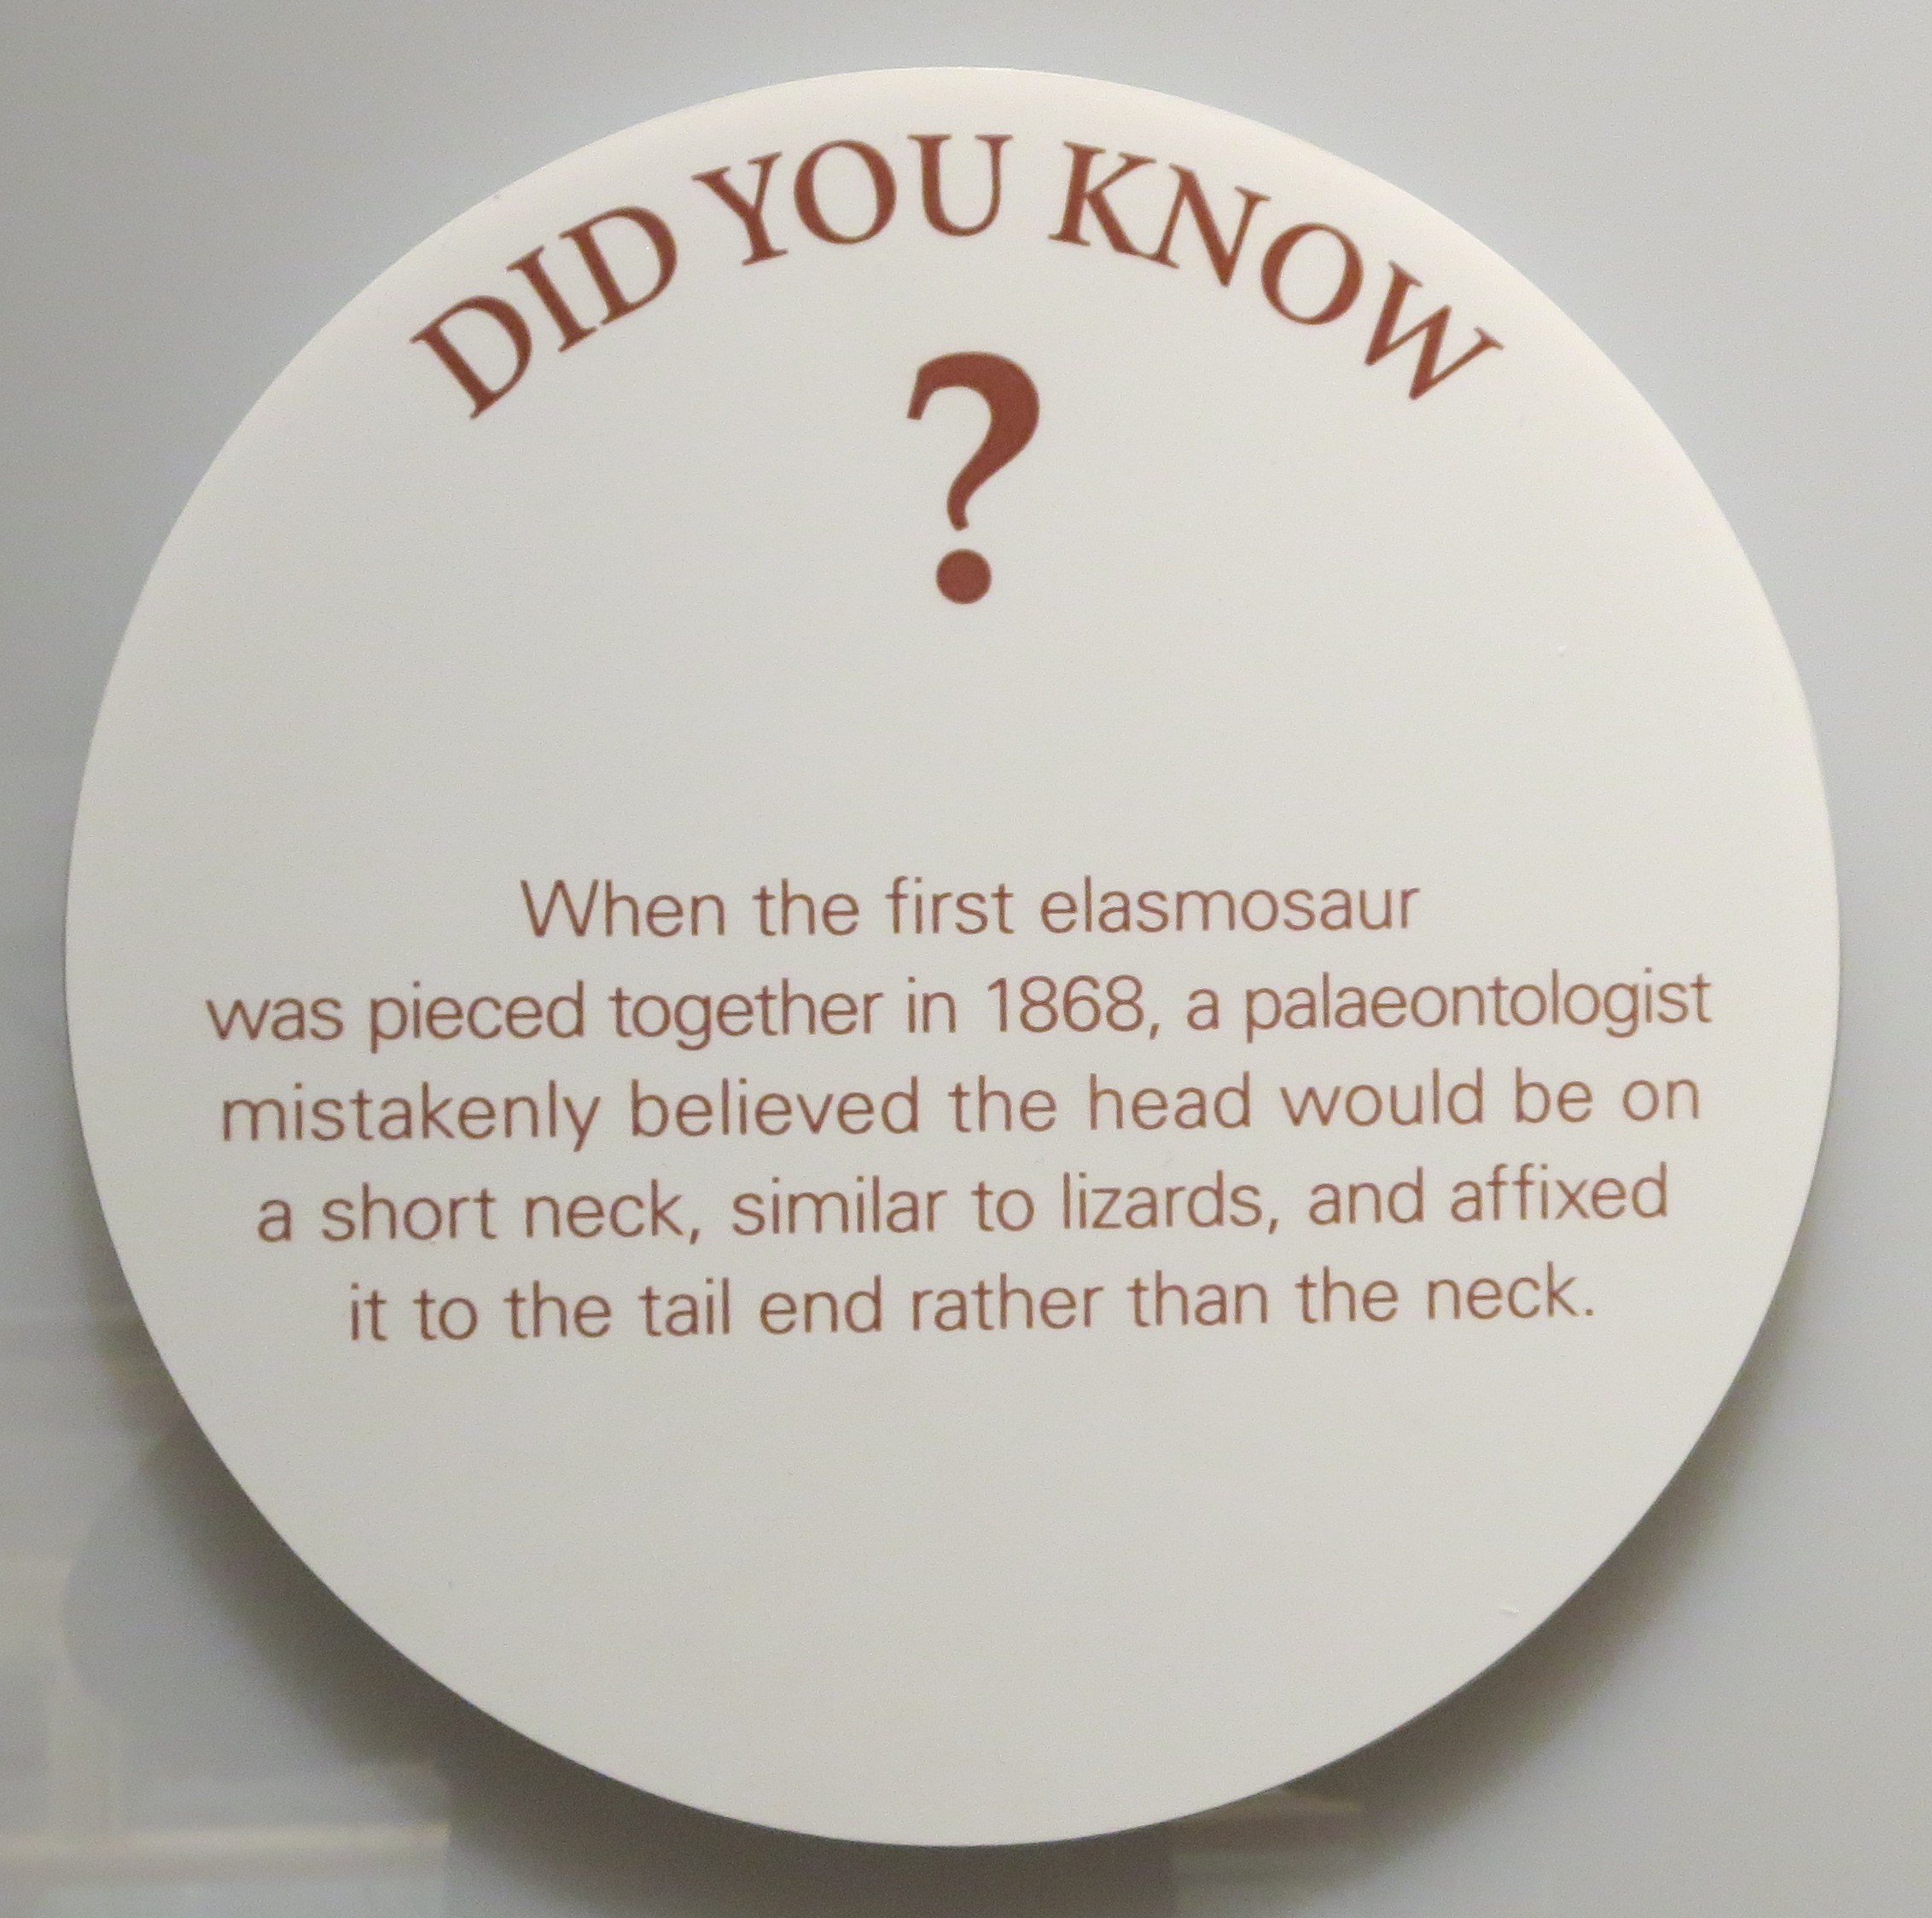 DID YOU KNOW
?
When the first elasmosaur
was pieced together in 1868, a palaeontologist
mistakenly believed the head would be on
a short neck, similar to lizards, and affixed
it to the tail end rather than the neck.